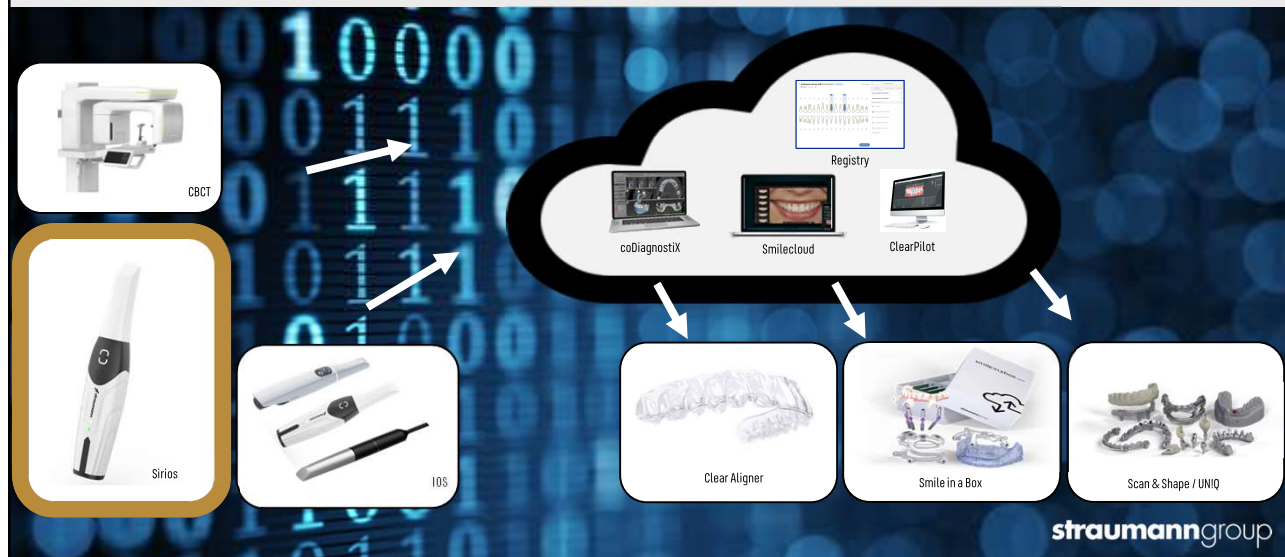 CBCT
Sirios
IOS
Registry
coDiagnostiX
Smilecloud
ClearPilot
Clear Aligner
Smile in a Box
Scan & Shape / UN!Q
straumanngroup